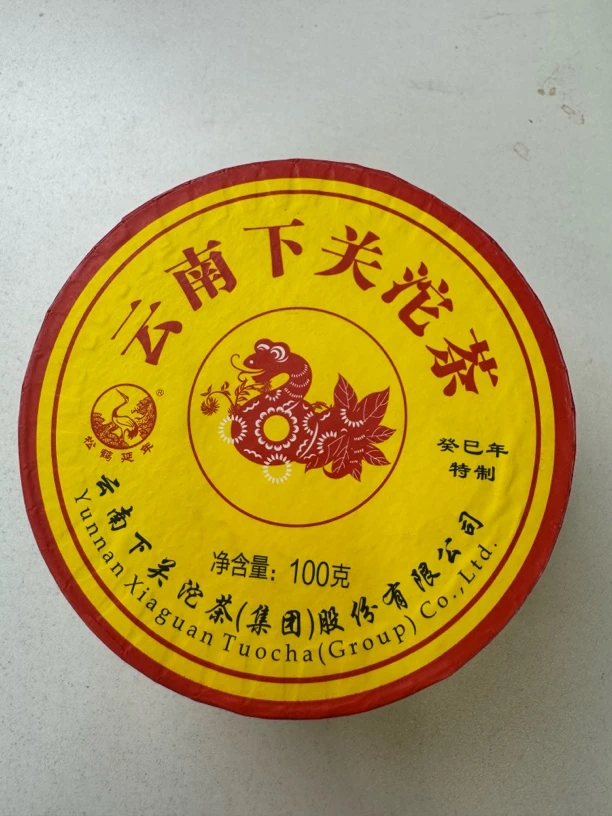 云南下关沱茶
®
松鹤延年
癸巳年
特制
净含量：100克
云南下关沱茶(集团)股份有限公司
Yunnan Xiaguan Tuocha(Group)Co.,Ltd.